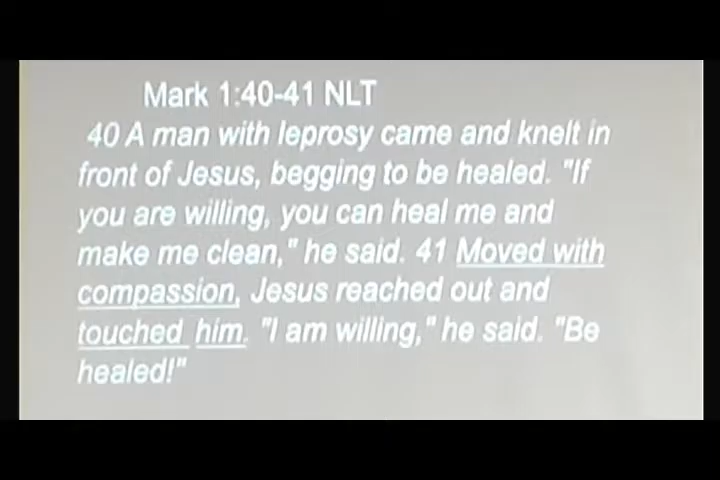 Mark 1:40-41 NLT
40 A man with leprosy came and knelt in
front of Jesus, begging to be healed. "If
you are willing, you can heal me and
make me clean," he said. 41 Moved with
compassion, Jesus reached out and
touched him. "I am willing," he said. "Be
healed!"